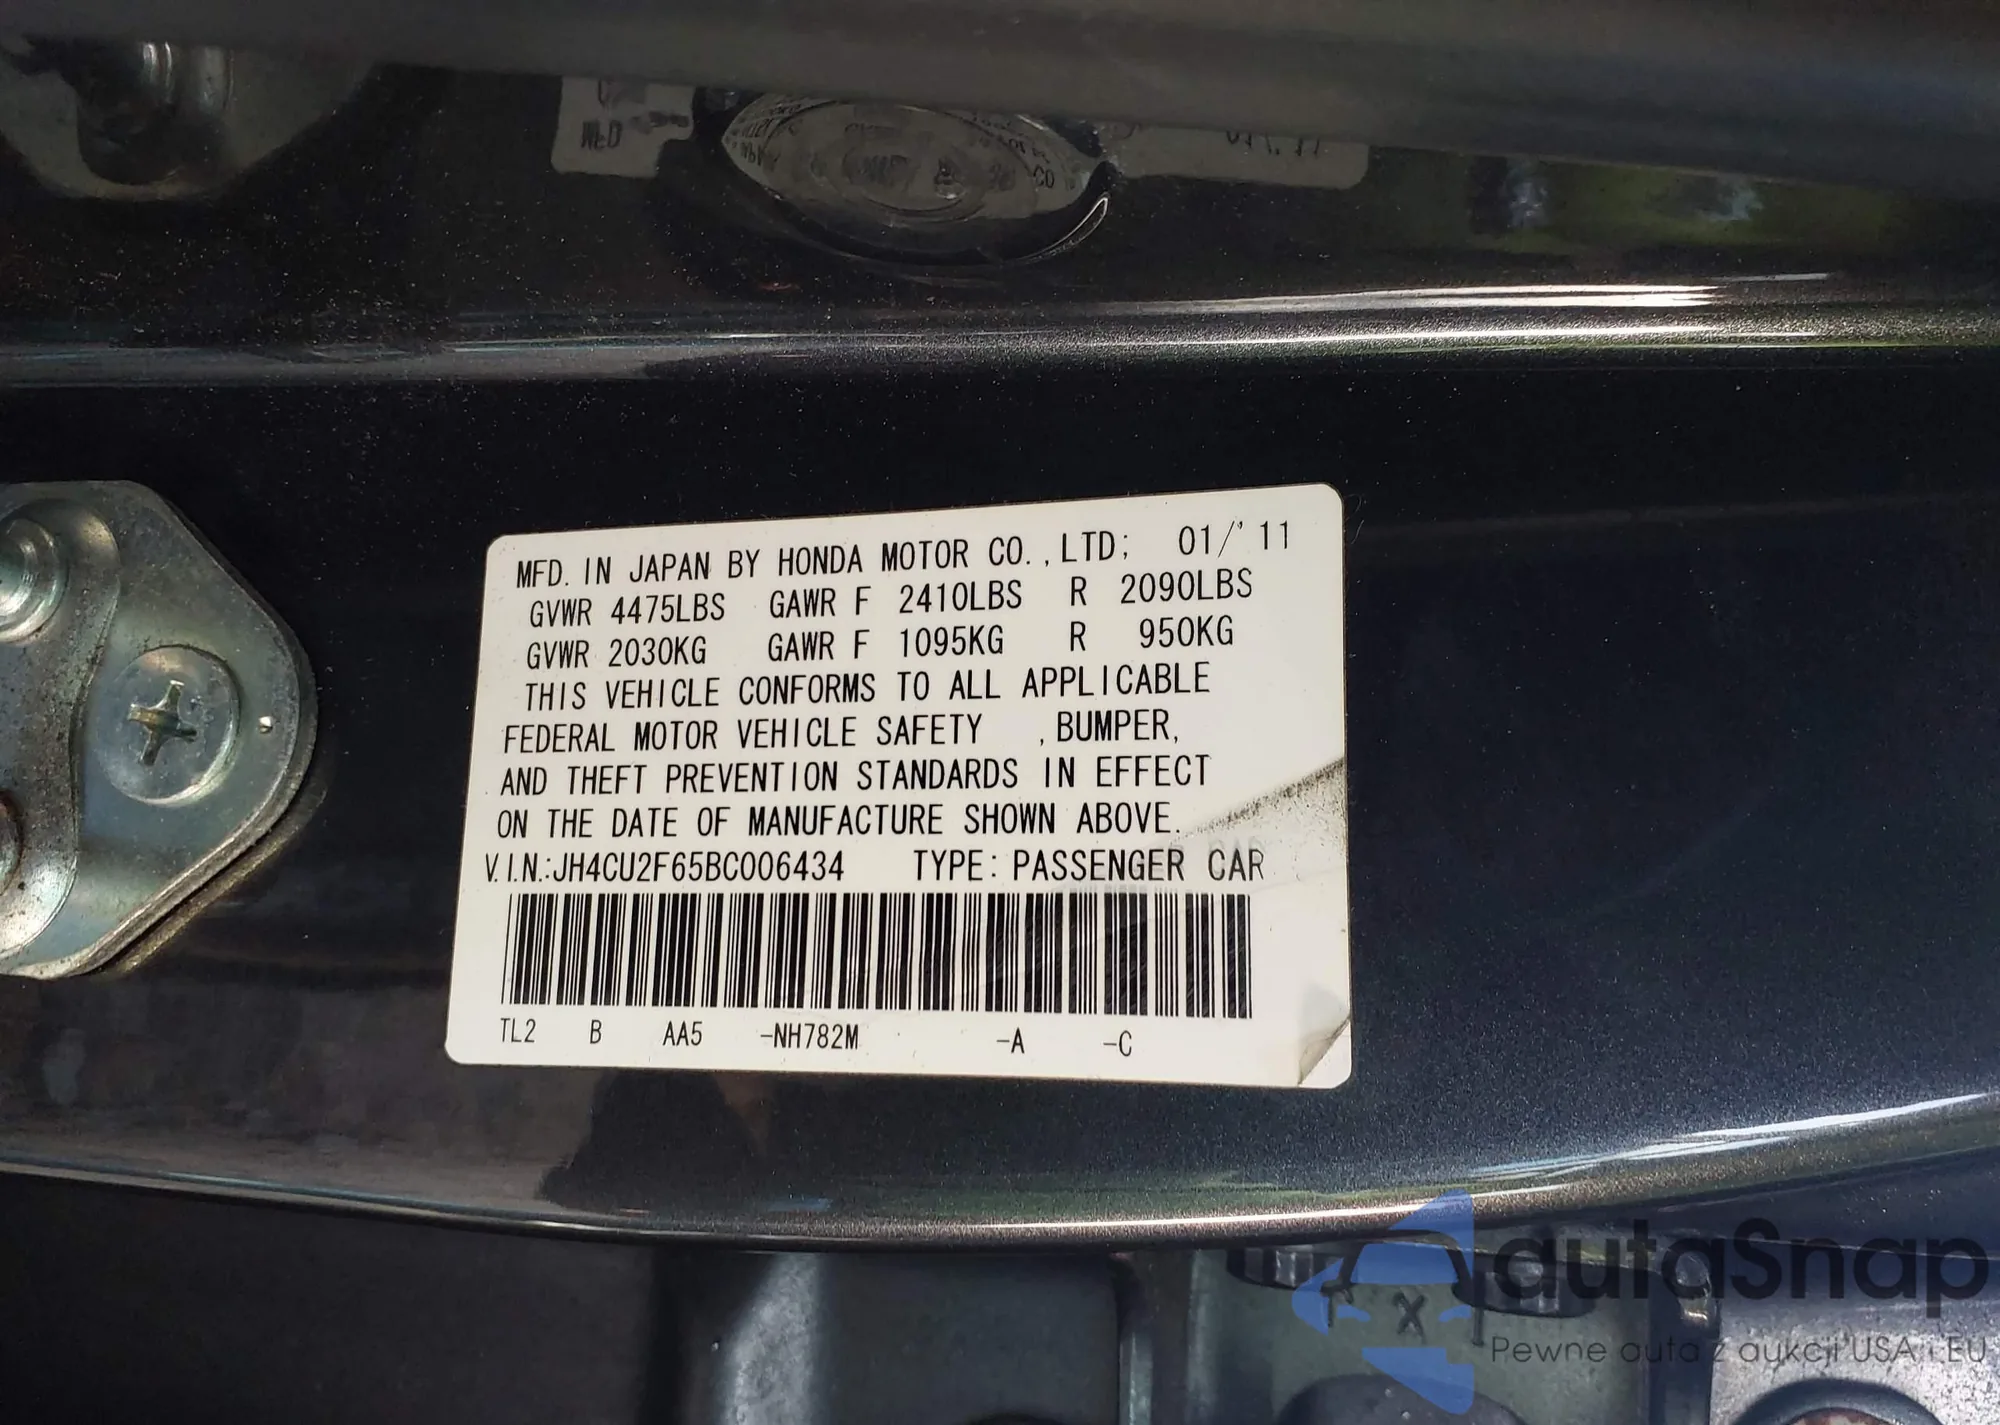 MFD. IN JAPAN BY HONDA MOTOR CO.,LTD; 01/'11
GVWR 4475LBS GAWR F 2410LBS R 2090LBS
GVWR 2030KG GAWR F 1095KG R 950KG
THIS VEHICLE CONFORMS TO ALL APPLICABLE
FEDERAL MOTOR VEHICLE SAFETY , BUMPER,
AND THEFT PREVENTION STANDARDS IN EFFECT
ON THE DATE OF MANUFACTURE SHOWN ABOVE.
V.I.N.:JH4CU2F65BC006434 TYPE: PASSENGER CAR
TL2 B AA5 -NH782M -A -C
autaSnap
Pewne auta z aukcji USA i EU